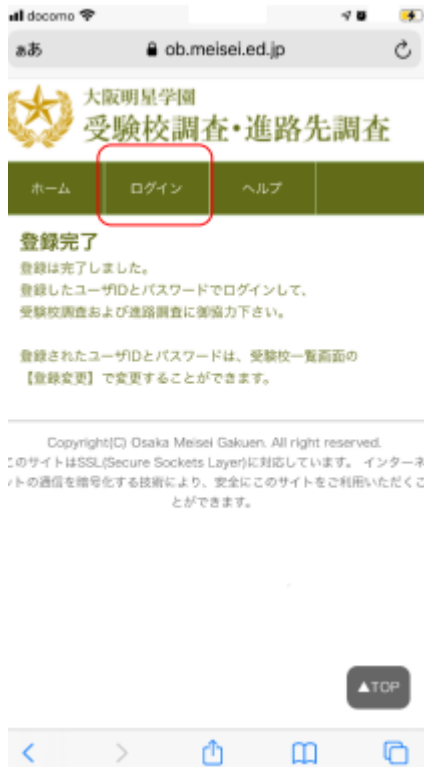 docomo
ぁあ ob.meisei.ed.jp
大阪明星学園
受験校調査・進路先調査
ホーム ログイン ヘルプ
登録完了
登録は完了しました。
登録したユーザIDとパスワードでログインして、
受験校調査および進路調査に御協力下さい。
登録されたユーザIDとパスワードは、受験校一覧画面の
【登録変更】で変更することができます。
Copyright(C) Osaka Meisei Gakuen. All right reserved.
このサイトはSSL(Secure Sockets Layer)に対応しています。 インターネ
ットの通信を暗号化する技術により、安全にこのサイトをご利用いただくこ
とができます。
▲TOP